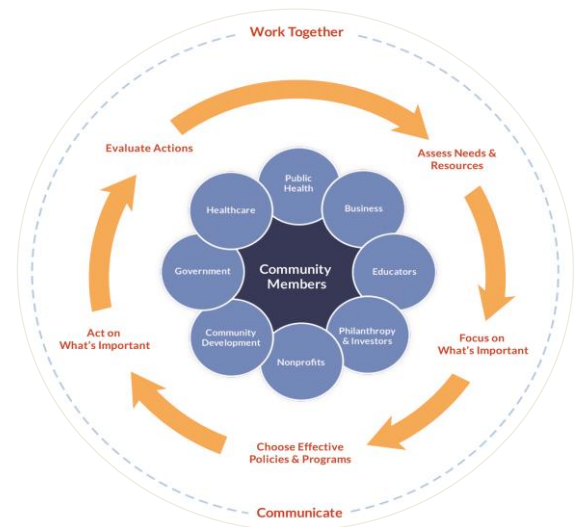 Work Together
Evaluate Actions
Assess Needs &
Resources
Public
Health
Healthcare
Business
Government
Community
Members
Educators
Community
Development
Philanthropy
& Investors
Nonprofits
Act on
What's Important
Focus on
What's Important
Choose Effective
Policies & Programs
Communicate